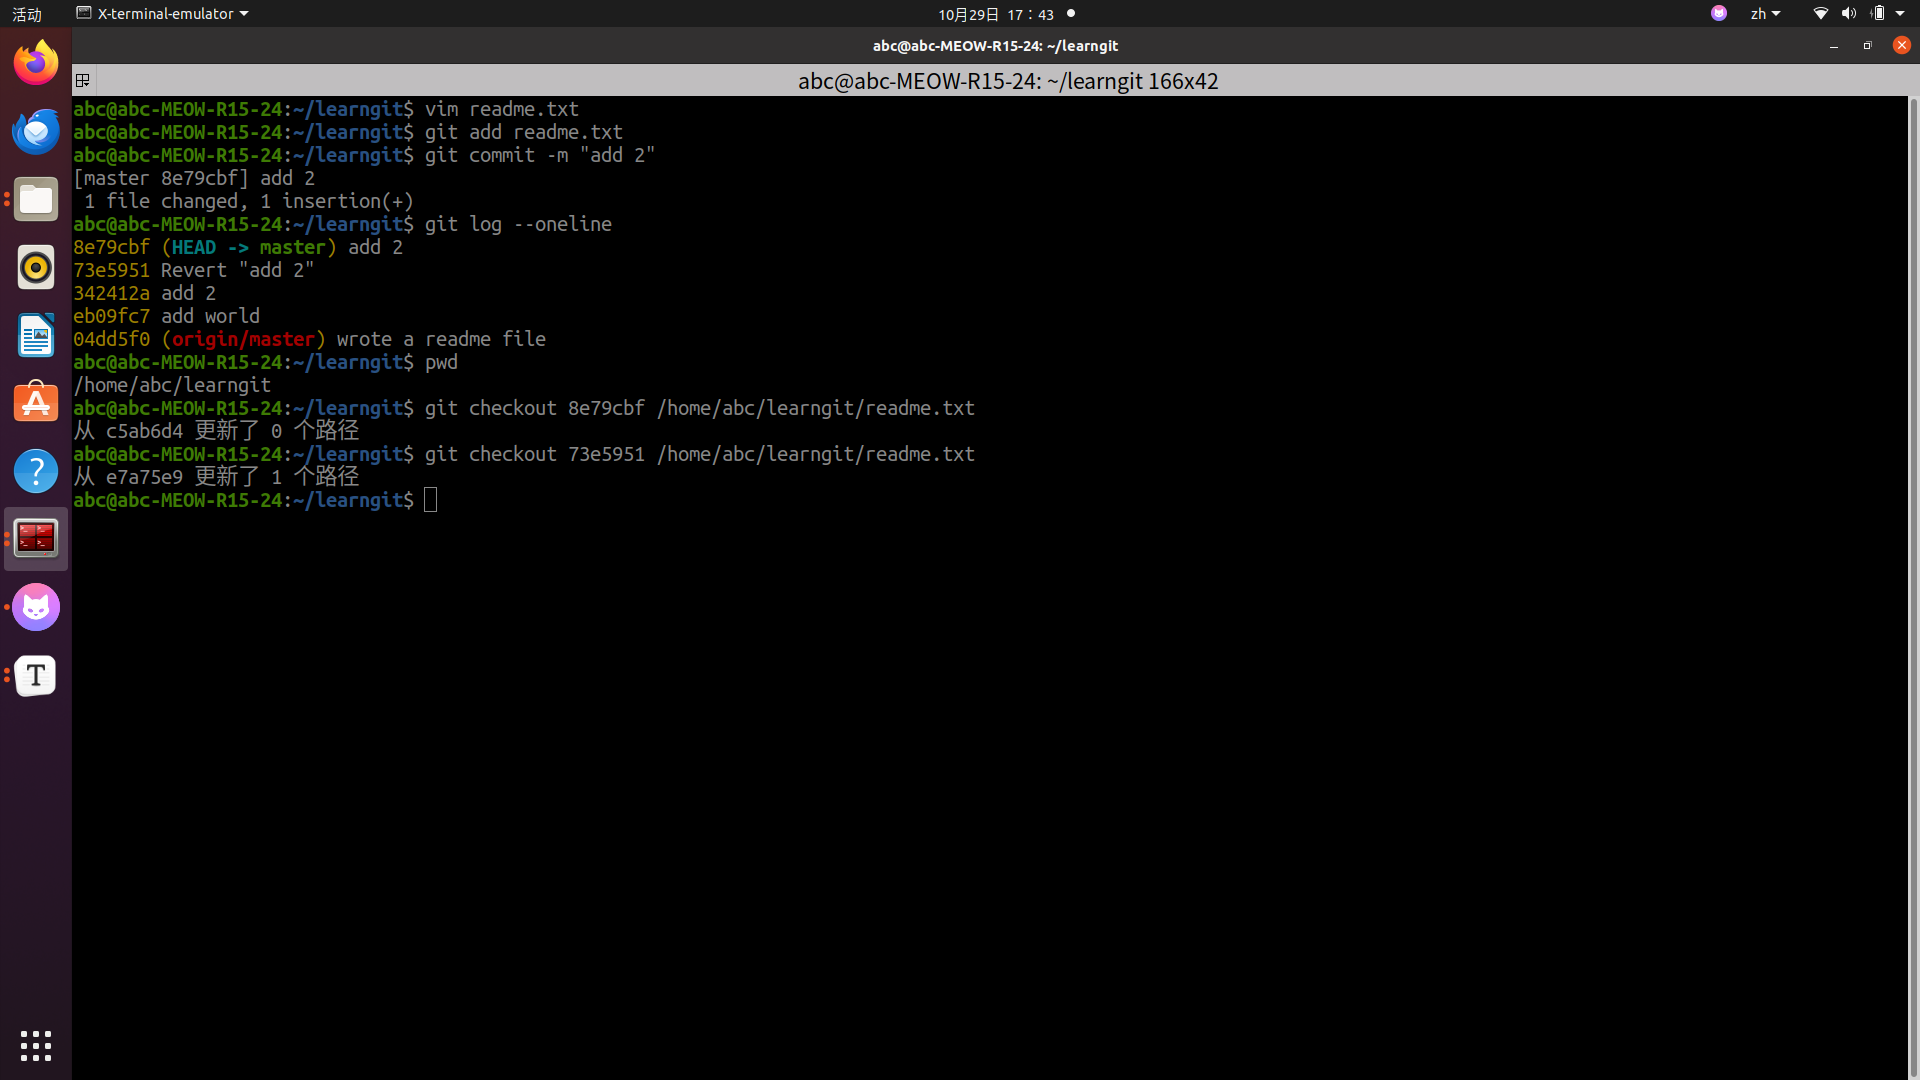 活动
X-terminal-emulator
10月29日 17：43
zh
abc@abc-MEOW-R15-24: ~/learngit
abc@abc-MEOW-R15-24: ~/learngit 166x42
abc@abc-MEOW-R15-24:~/learngit$ vim readme.txt
abc@abc-MEOW-R15-24:~/learngit$ git add readme.txt
abc@abc-MEOW-R15-24:~/learngit$ git commit -m "add 2"
[master 8e79cbf] add 2
 1 file changed, 1 insertion(+)
abc@abc-MEOW-R15-24:~/learngit$ git log --oneline
8e79cbf (HEAD -> master) add 2
73e5951 Revert "add 2"
342412a add 2
eb09fc7 add world
04dd5f0 (origin/master) wrote a readme file
abc@abc-MEOW-R15-24:~/learngit$ pwd
/home/abc/learngit
abc@abc-MEOW-R15-24:~/learngit$ git checkout 8e79cbf /home/abc/learngit/readme.txt
从 c5ab6d4 更新了 0 个路径
abc@abc-MEOW-R15-24:~/learngit$ git checkout 73e5951 /home/abc/learngit/readme.txt
从 e7a75e9 更新了 1 个路径
abc@abc-MEOW-R15-24:~/learngit$